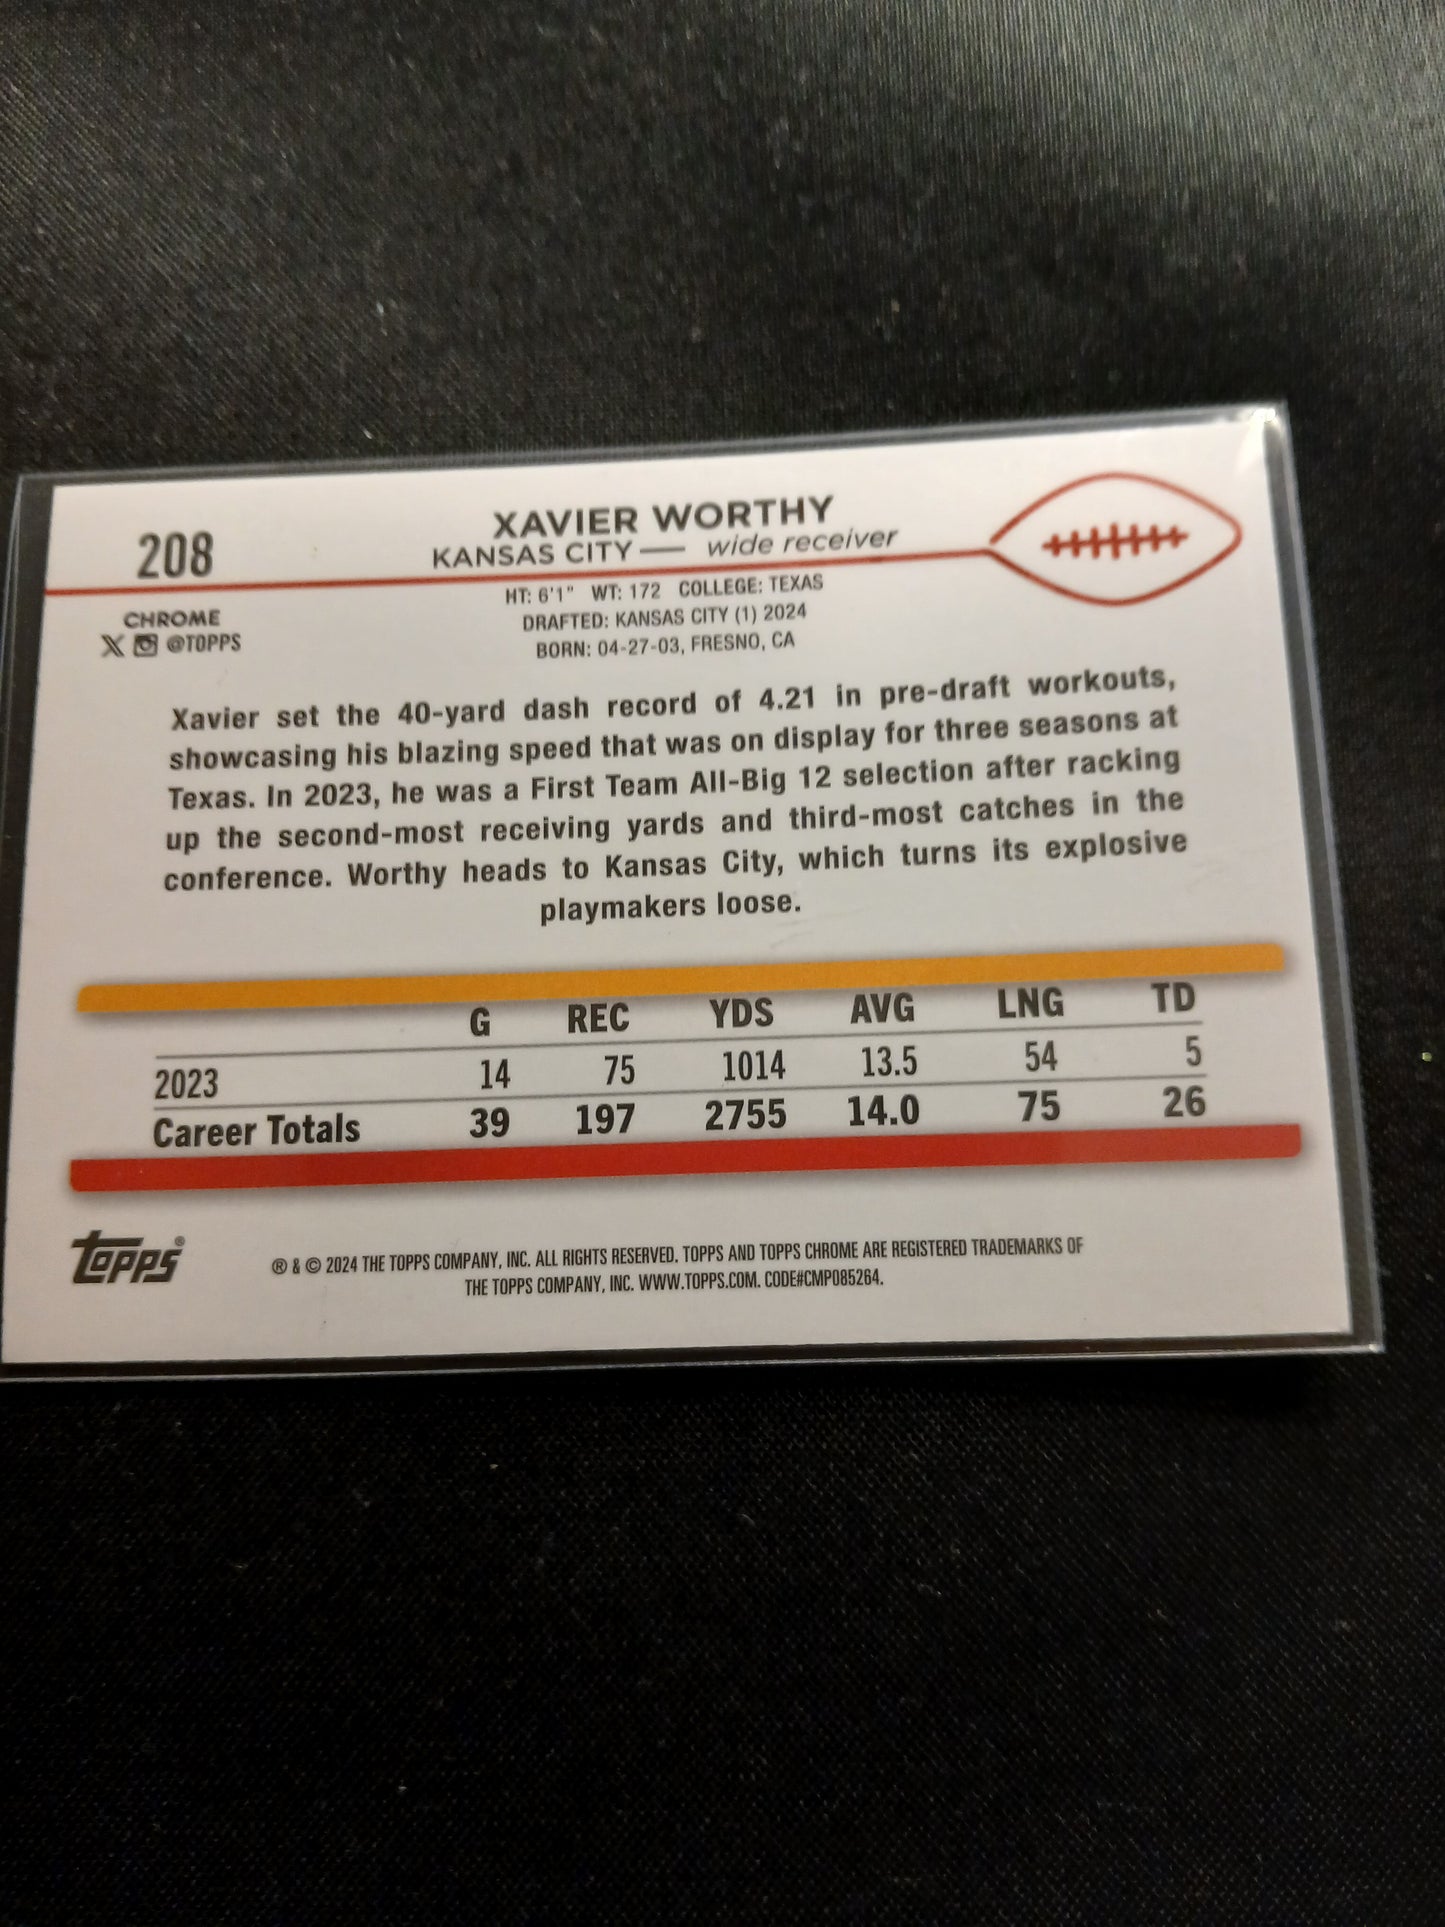 208
XAVIER WORTHY
KANSAS CITY — wide receiver
CHROME
X @TOPPS
HT: 6'1" WT: 172 COLLEGE: TEXAS
DRAFTED: KANSAS CITY (1) 2024
BORN: 04-27-03, FRESNO, CA
Xavier set the 40-yard dash record of 4.21 in pre-draft workouts,
showcasing his blazing speed that was on display for three seasons at
Texas. In 2023, he was a First Team All-Big 12 selection after racking
up the second-most receiving yards and third-most catches in the
conference. Worthy heads to Kansas City, which turns its explosive
playmakers loose.
G REC YDS AVG LNG TD
2023 14 75 1014 13.5 54 5
Career Totals 39 197 2755 14.0 75 26
Topps®
® & © 2024 THE TOPPS COMPANY, INC. ALL RIGHTS RESERVED. TOPPS AND TOPPS CHROME ARE REGISTERED TRADEMARKS OF
THE TOPPS COMPANY, INC. WWW.TOPPS.COM. CODE#CMP085264.